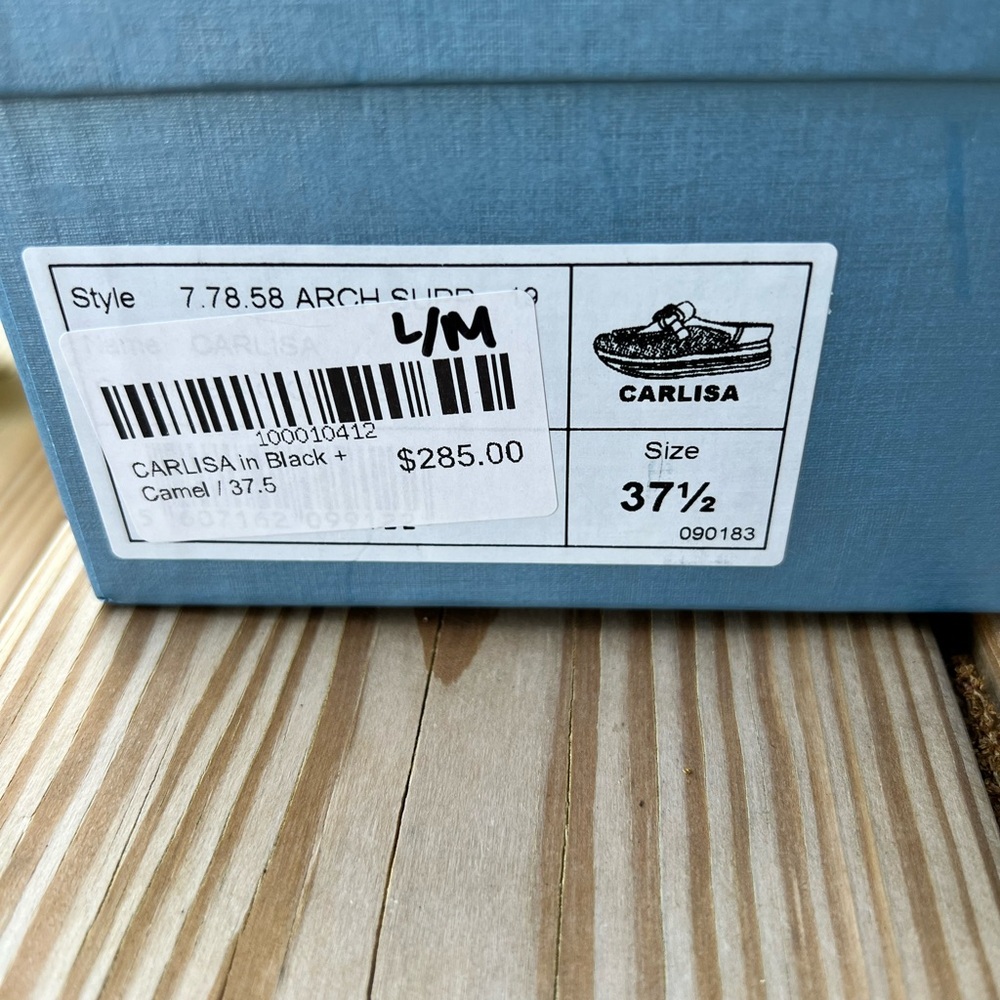 Style 7.78.58 ARCH
Name CARLISA
L/M
100010412
CARLISA in Black +
Camel / 37.5
$285.00
CARLISA
Size
37½
090183